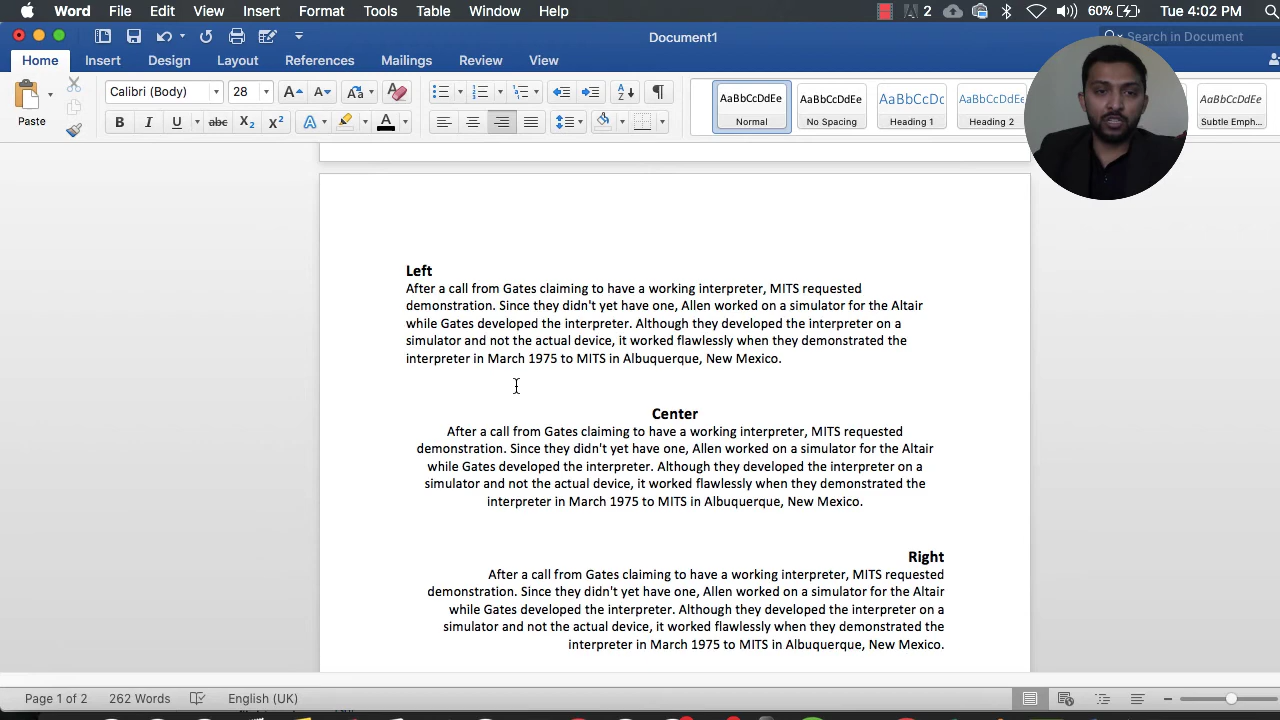 Word File Edit View Insert Format Tools Table Window Help 2 60% Tue 4:02 PM
Document1 Search in Document
Home Insert Design Layout References Mailings Review View
Calibri (Body) 28 Aa AaBbCcDdEe AaBbCcDdEe AaBbCcDc AaBbCcDdEe AaBbCcDdEe
Paste B I U abc X2 X2 A A Normal No Spacing Heading 1 Heading 2 Subtle Emph...
Left
After a call from Gates claiming to have a working interpreter, MITS requested
demonstration. Since they didn't yet have one, Allen worked on a simulator for the Altair
while Gates developed the interpreter. Although they developed the interpreter on a
simulator and not the actual device, it worked flawlessly when they demonstrated the
interpreter in March 1975 to MITS in Albuquerque, New Mexico.
Center
After a call from Gates claiming to have a working interpreter, MITS requested
demonstration. Since they didn't yet have one, Allen worked on a simulator for the Altair
while Gates developed the interpreter. Although they developed the interpreter on a
simulator and not the actual device, it worked flawlessly when they demonstrated the
interpreter in March 1975 to MITS in Albuquerque, New Mexico.
Right
After a call from Gates claiming to have a working interpreter, MITS requested
demonstration. Since they didn't yet have one, Allen worked on a simulator for the Altair
while Gates developed the interpreter. Although they developed the interpreter on a
simulator and not the actual device, it worked flawlessly when they demonstrated the
interpreter in March 1975 to MITS in Albuquerque, New Mexico.
Page 1 of 2 262 Words English (UK)